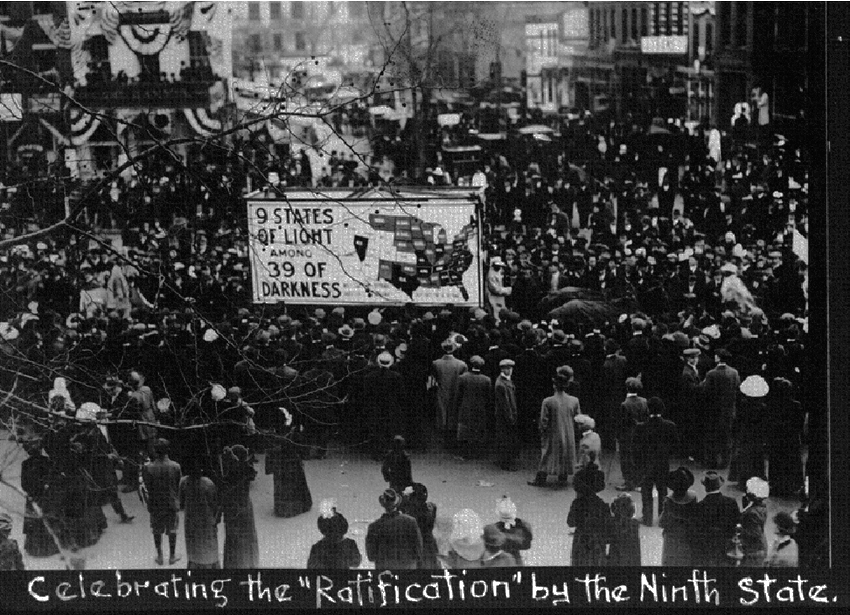 9 STATES
OF LIGHT
AMONG
39 OF
DARKNESS
Celebrating the "Ratification" by the Ninth State.